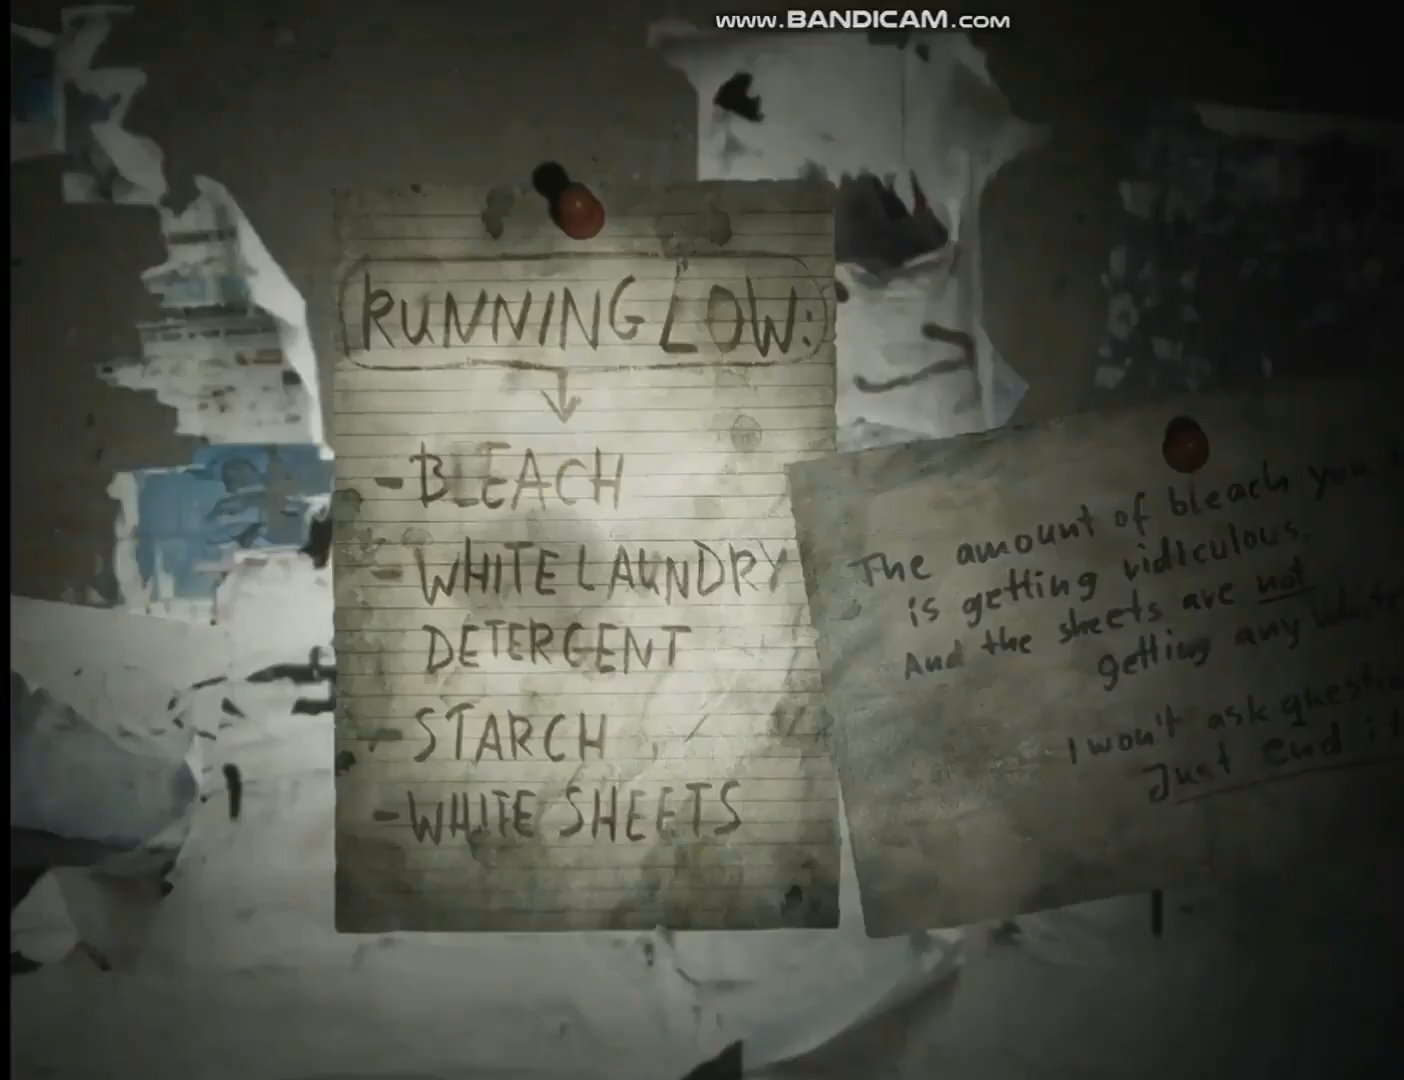 www.BANDICAM.com
RUNNING LOW:
- BLEACH
- WHITE LAUNDRY
DETERGENT
- STARCH
- WHITE SHEETS
The amount of bleach you
is getting ridiculous.
And the sheets are not
getting any
I won't ask
Just end it